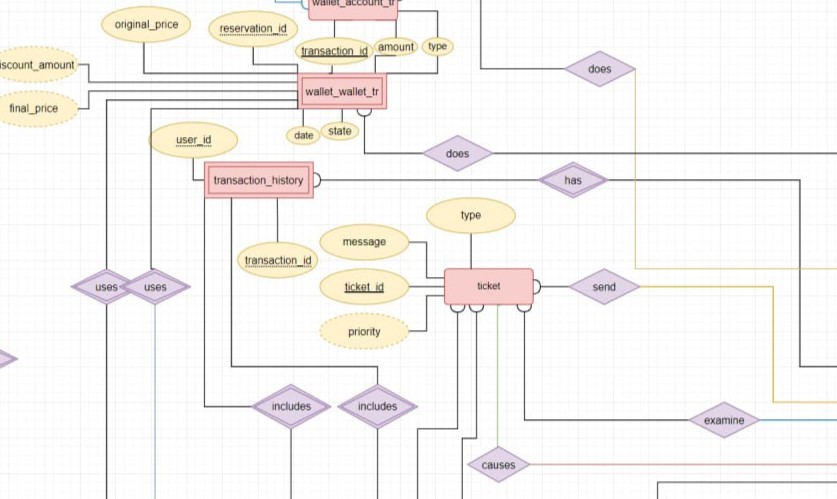 wallet_account_tr
original_price
reservation_id
transaction_id
amount
type
iscount_amount
wallet_wallet_tr
does
final_price
date
state
user_id
does
transaction_history
has
type
message
transaction_id
ticket_id
ticket
send
uses
uses
priority
includes
includes
examine
causes